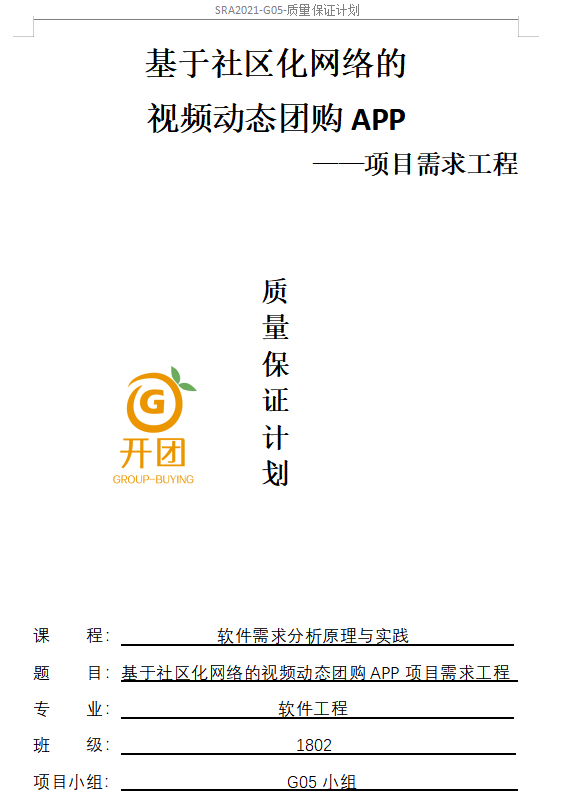 SRA2021-G05-质量保证计划
基于社区化网络的
视频动态团购 APP
——项目需求工程
质
量
保
证
计
划
G
开团
GROUP-BUYING
课 程： 软件需求分析原理与实践
题 目：基于社区化网络的视频动态团购 APP 项目需求工程
专 业： 软件工程
班 级： 1802
项目小组： G05 小组